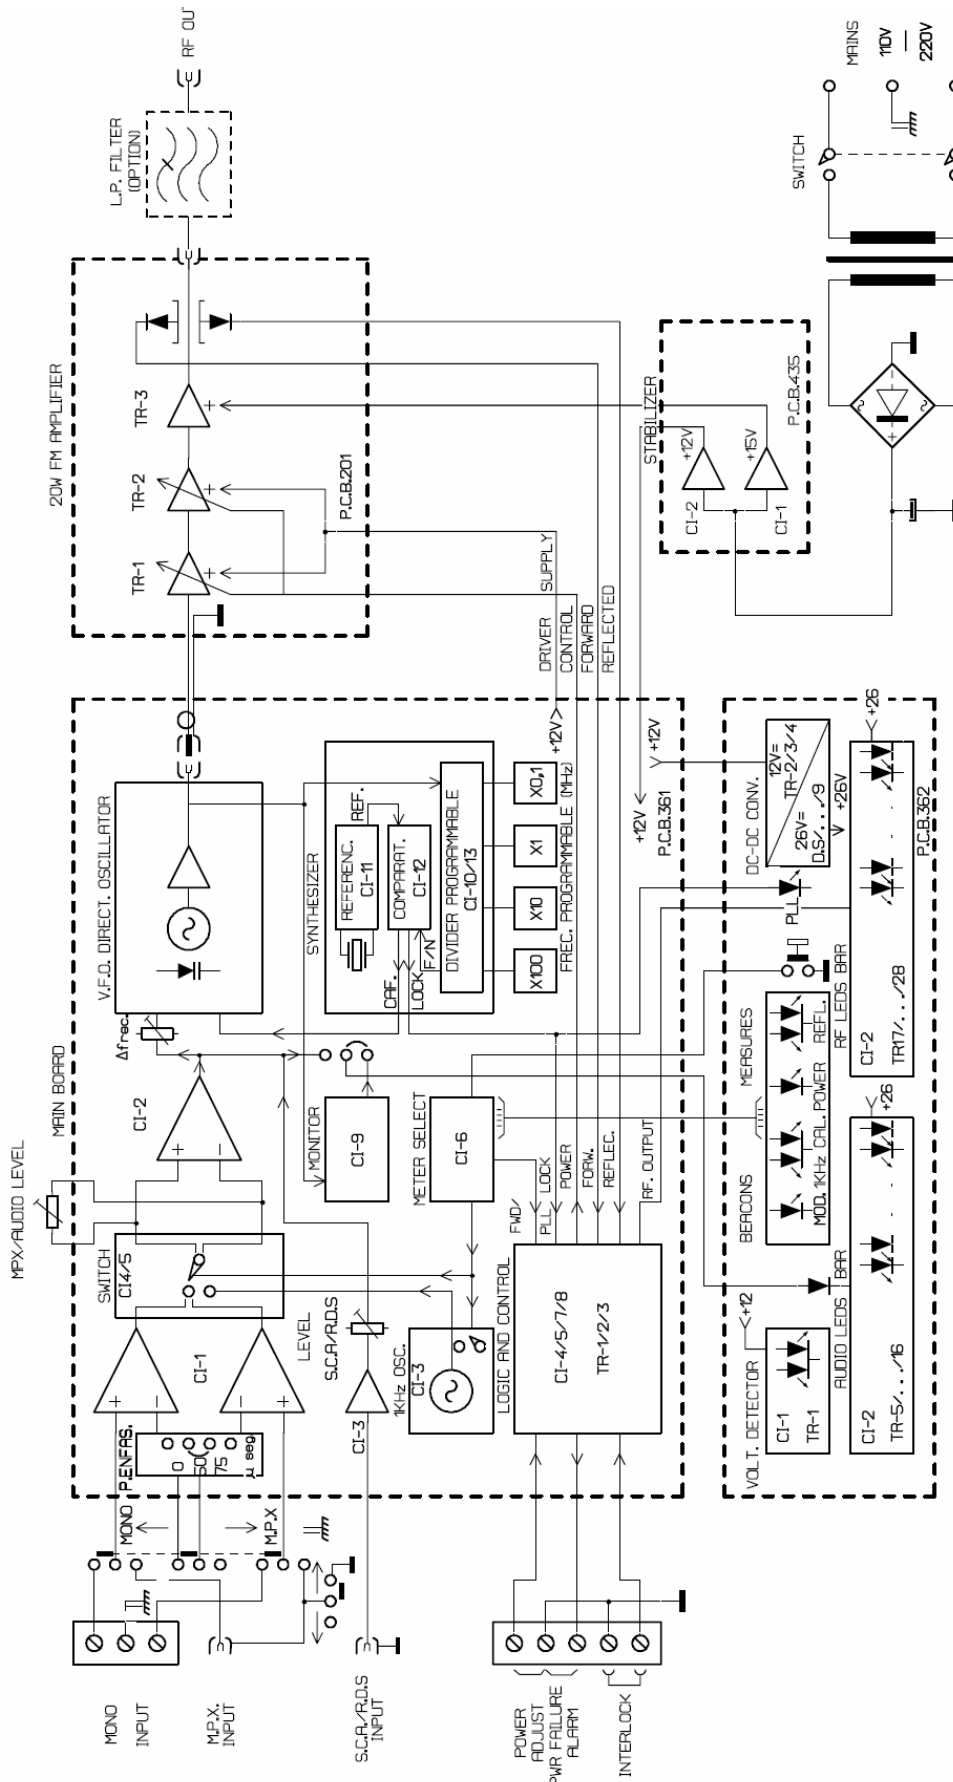 MONO
INPUT
M.P.X.
INPUT
S.C.A./R.D.S
INPUT
POWER
ADJUST
PWR FAILURE
ALARM
INTERLOCK
MONO
M.P.X
P.ENFAS.
0
50
75
µ seg.
MPX/AUDIO LEVEL
MAIN BOARD
CI-1
SWITCH
CI4/5
CI-2
Δfrec.
V.F.O. DIRECT. OSCILLATOR
LEVEL
S.C.A/R.D.S
CI-3
1KHz OSC.
CI-3
MONITOR
CI-9
METER SELECT
CI-6
SYNTHESIZER
REFERENC.
CI-11
REF.
COMPARAT.
CI-12
CAF.
LOCK
F/N
DIVIDER PROGRAMMABLE
CI-10/13
X100
X10
X1
X0,1
FREC. PROGRAMMABLE (MHz)
LOGIC AND CONTROL
CI-4/5/7/8
TR-1/2/3
FWD/
PLL LOCK
POWER
FORW.
REFLEC.
RF. OUTPUT
+12V
+12V
+12V
P.C.B.361
20W FM AMPLIFIER
TR-1
TR-2
TR-3
P.C.B.201
DRIVER SUPPLY
CONTROL
FORWARD
REFLECTED
L.P. FILTER
(OPTION)
RF OU
STABILIZER
CI-2
+12V
CI-1
+15V
P.C.B.435
SWITCH
MAINS
110V
220V
VOLT. DETECTOR
+12
CI-1
TR-1
AUDIO LEDS BAR
CI-2
TR-5/.../16
+26
BEACONS
MEASURES
MOD.
1KHz
CAL.
POWER
REFL.
RF LEDS BAR
CI-2
TR17/.../28
+26
PLL
DC-DC CONV.
12V=
TR-2/3/4
26V=
D.5/.../9
+26V
P.C.B.362